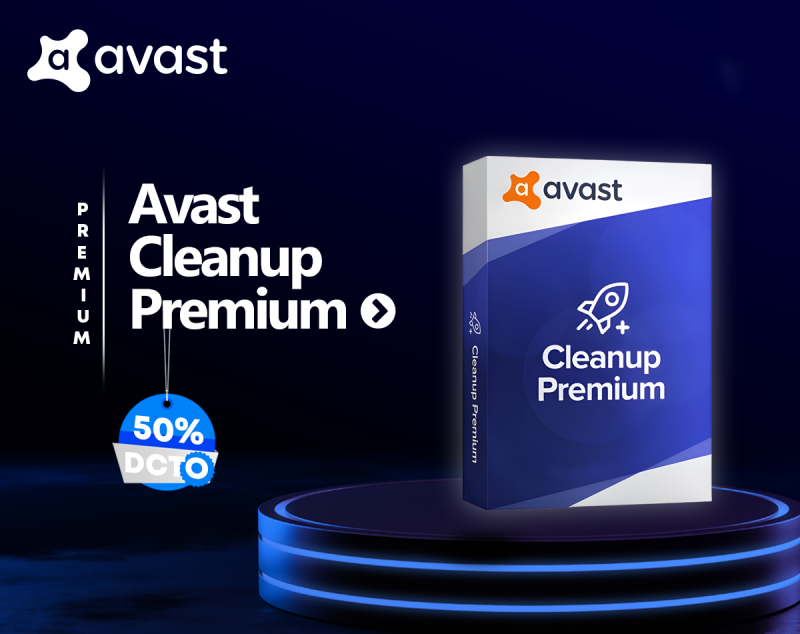 avast
PREMIUM
Avast
Cleanup
Premium
50%
DCTO
avast
Cleanup
Premium
Cleanup Premium